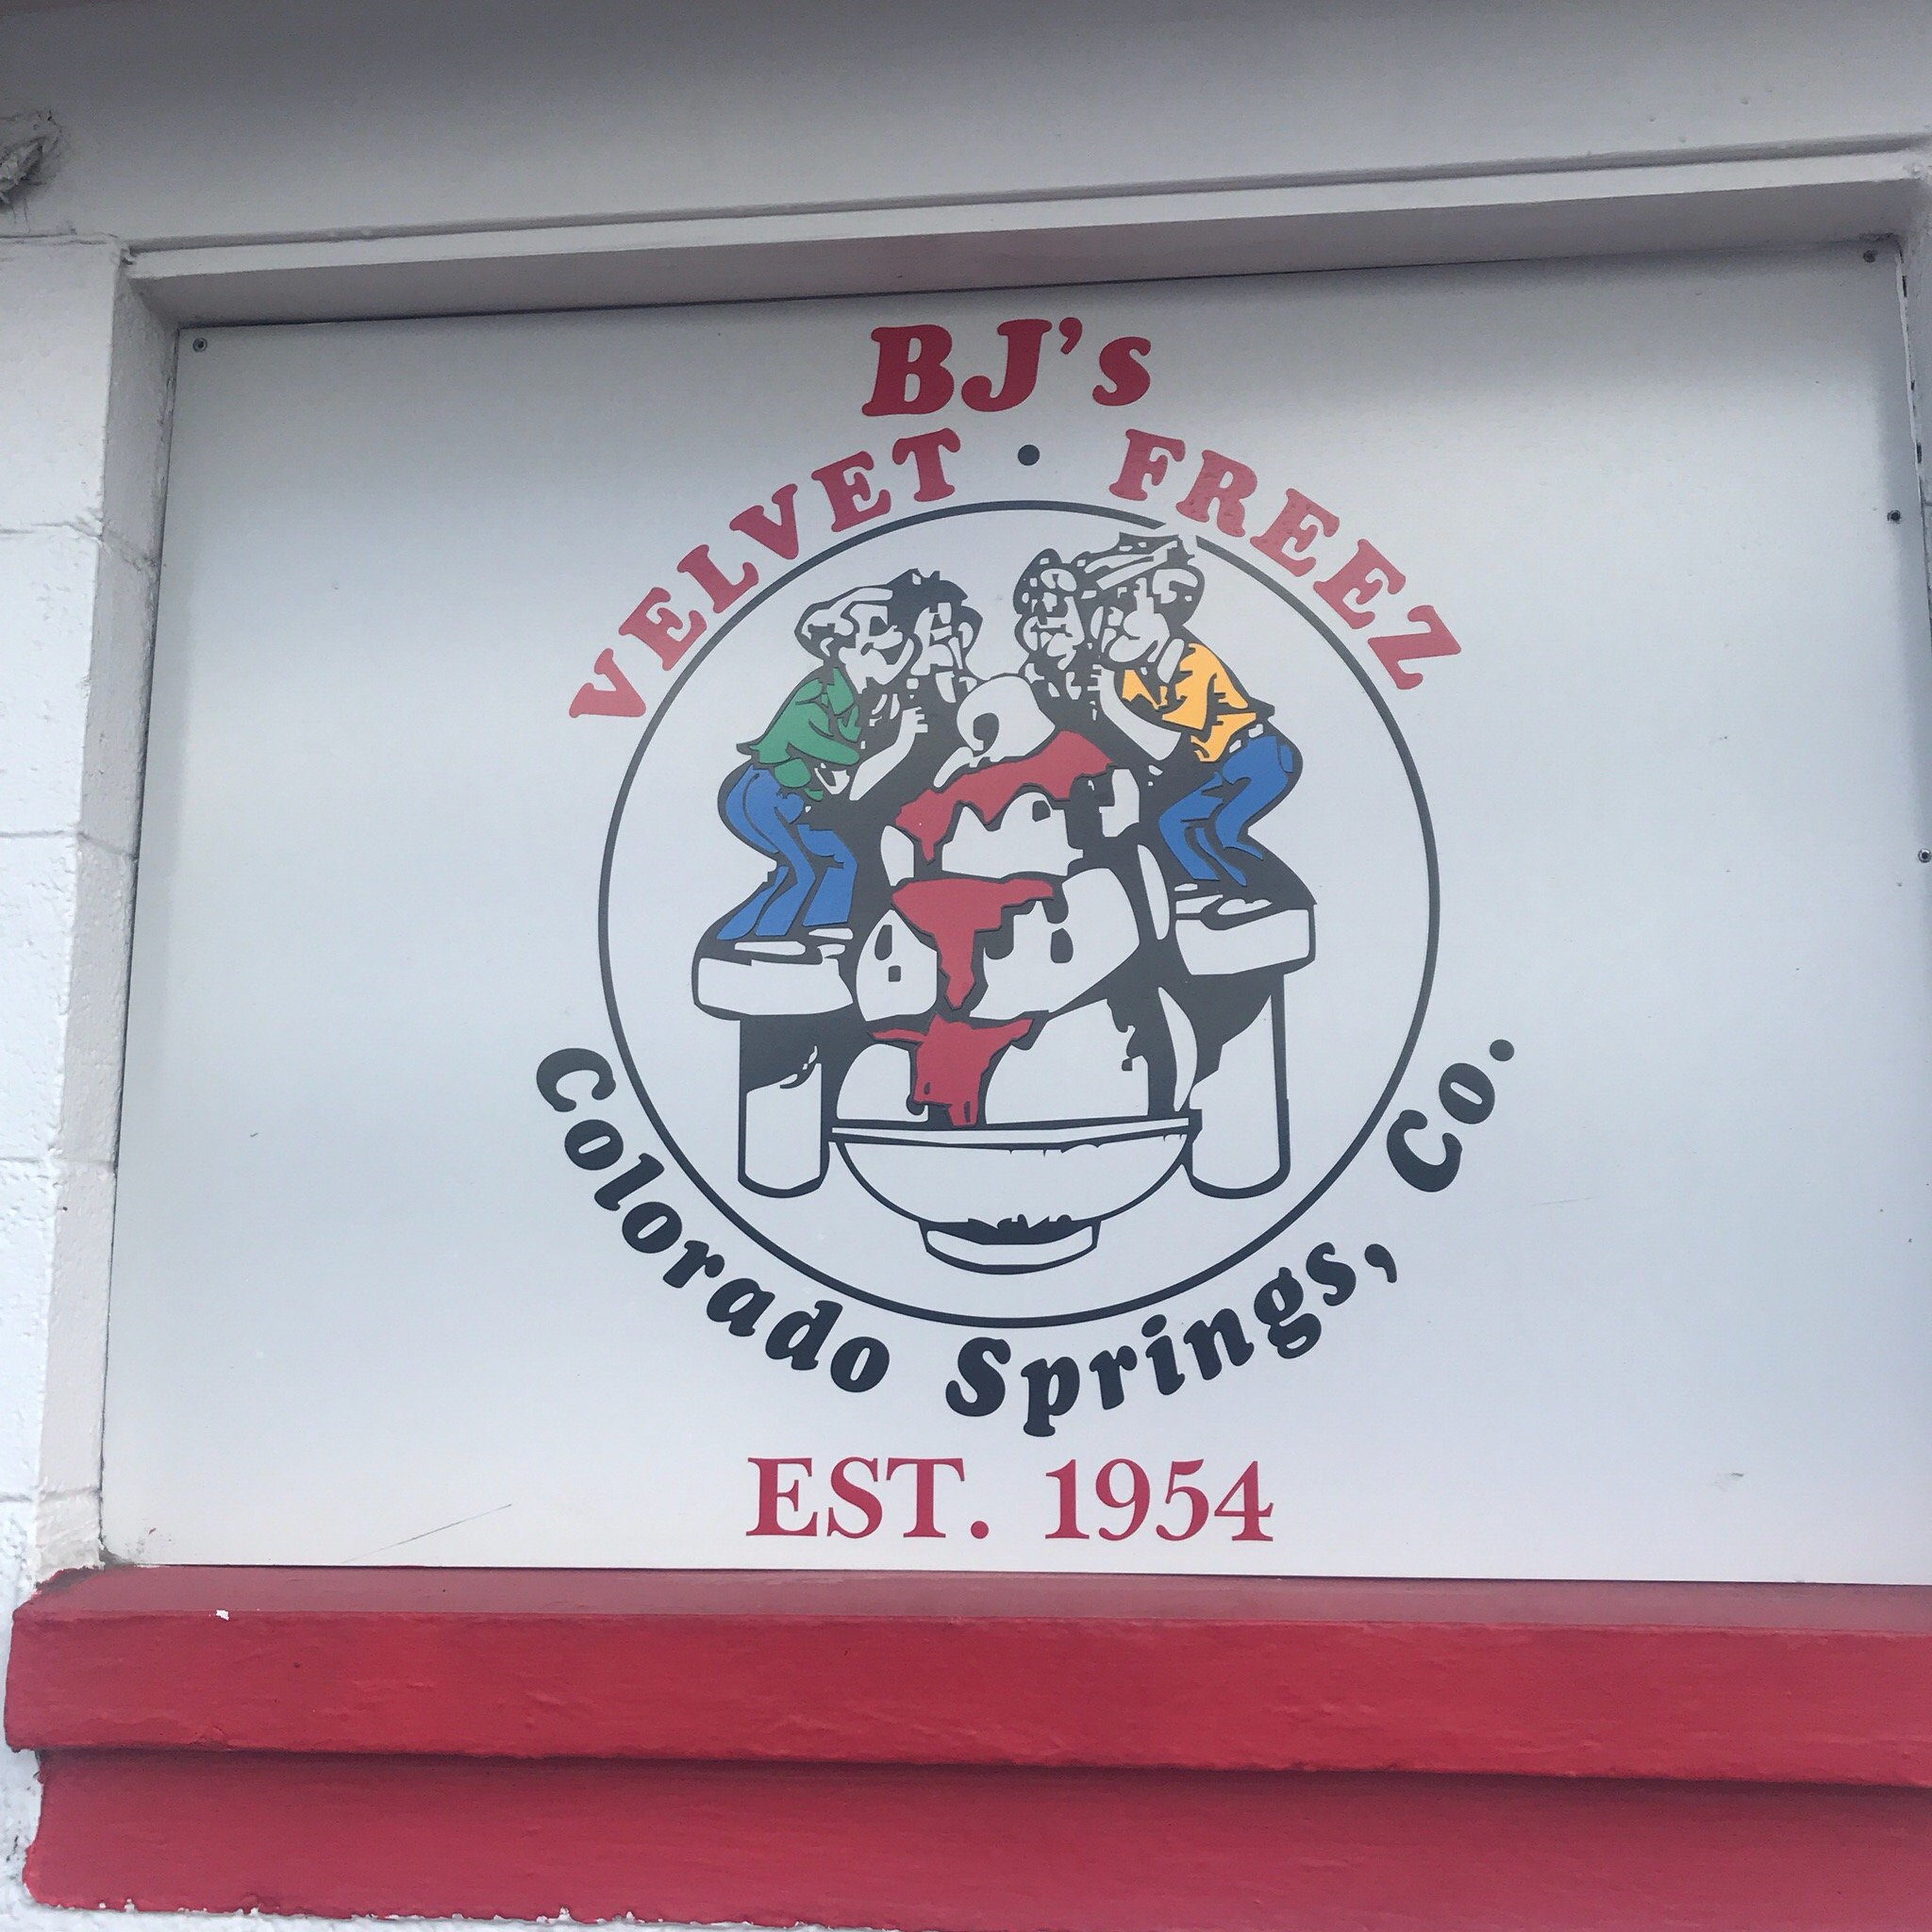 BJ's
VELVET • FREEZ
Colorado Springs, Co.
EST. 1954